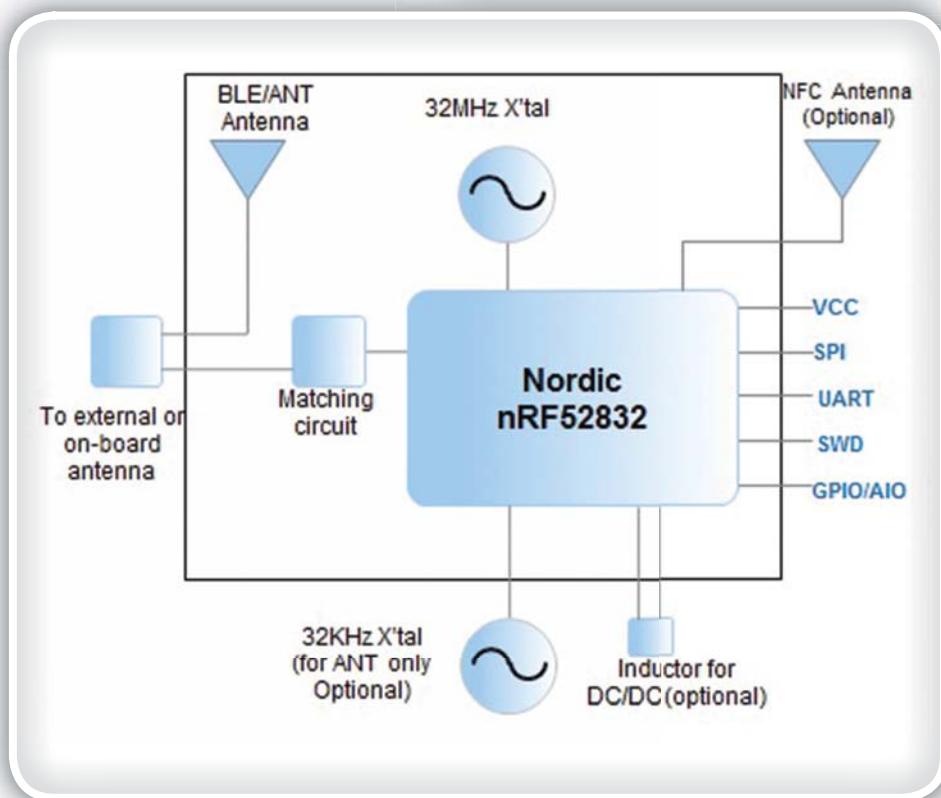 BLE/ANT
Antenna
32MHz X'tal
NFC Antenna
(Optional)
VCC
SPI
UART
SWD
GPIO/AIO
Nordic
nRF52832
Matching
circuit
To external or
on-board
antenna
32KHz X'tal
(for ANT only
Optional)
Inductor for
DC/DC (optional)